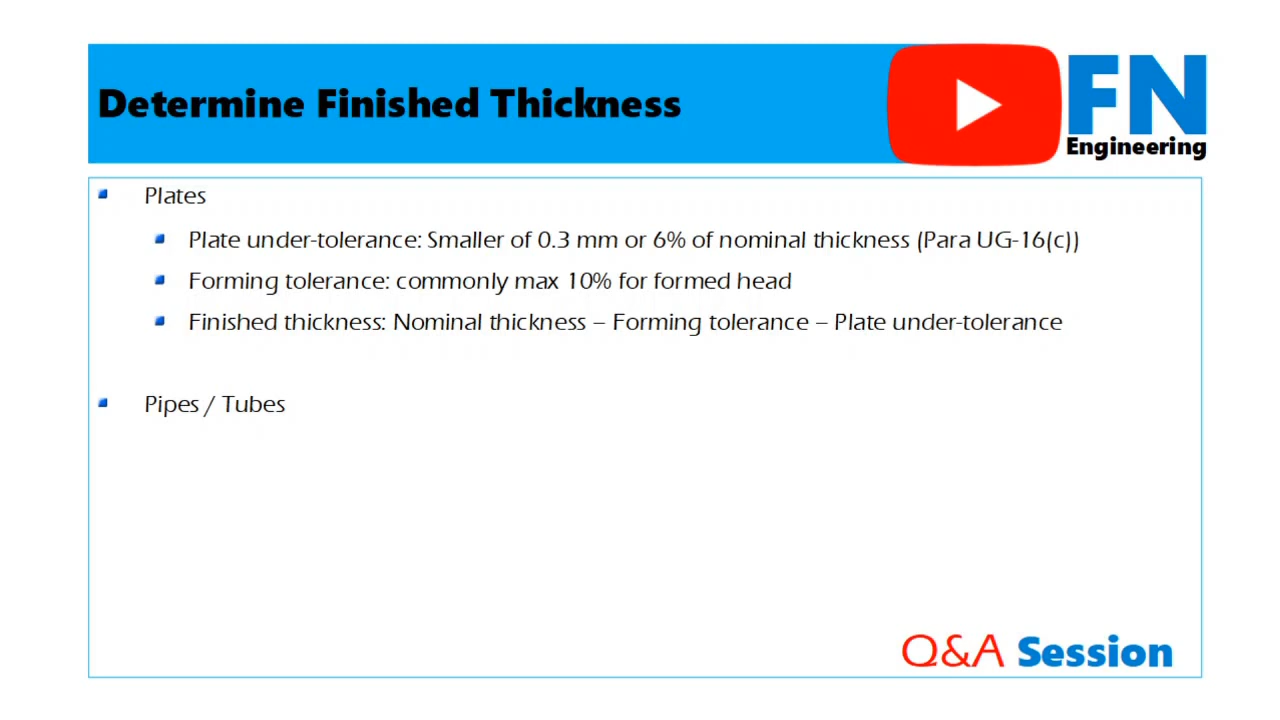 Determine Finished Thickness
FN
Engineering
Plates
Plate under-tolerance: Smaller of 0.3 mm or 6% of nominal thickness (Para UG-16(c))
Forming tolerance: commonly max 10% for formed head
Finished thickness: Nominal thickness – Forming tolerance – Plate under-tolerance
Pipes / Tubes
Q&A Session